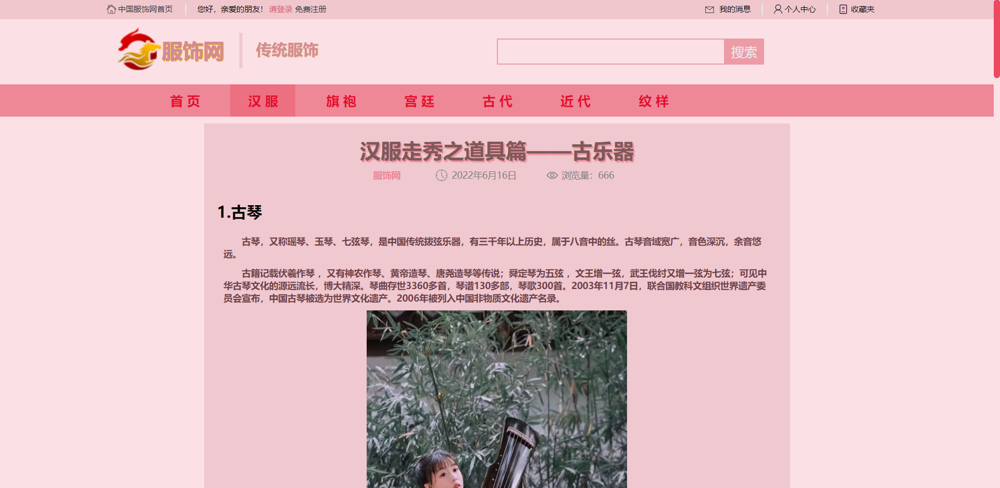 中国服饰网首页 您好，亲爱的朋友！ 请登录 免费注册 我的消息 个人中心 收藏夹
服饰网 传统服饰 搜索
首页 汉服 旗袍 宫廷 古代 近代 纹样
汉服走秀之道具篇——古乐器
服饰网 2022年6月16日 浏览量：666
1.古琴
古琴，又称瑶琴、玉琴、七弦琴，是中国传统拨弦乐器，有三千年以上历史，属于八音中的丝。古琴音域宽广，音色深沉，余音悠
远。
古籍记载伏羲作琴 ，又有神农作琴、黄帝造琴、唐尧造琴等传说；舜定琴为五弦 ，文王增一弦，武王伐纣又增一弦为七弦；可见中
华古琴文化的源远流长，博大精深。琴曲存世3360多首，琴谱130多部，琴歌300首。2003年11月7日，联合国教科文组织世界遗产委
员会宣布，中国古琴被选为世界文化遗产。2006年被列入中国非物质文化遗产名录。